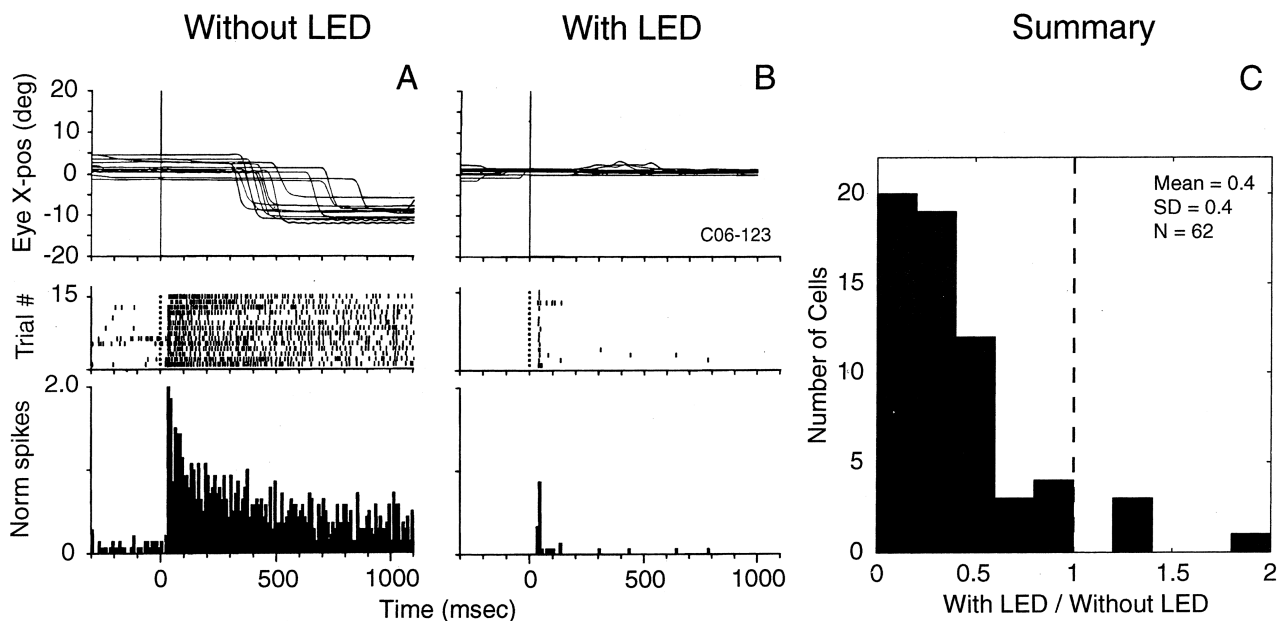 Without LED
With LED
Summary
A
B
C
Eye X-pos (deg)
20
10
0
-10
-20
C06-123
Trial #
15
Norm spikes
2.0
0
0
500
1000
0
500
1000
Time (msec)
Mean = 0.4
SD = 0.4
N = 62
Number of Cells
20
15
10
5
0
0
0.5
1
1.5
2
With LED / Without LED